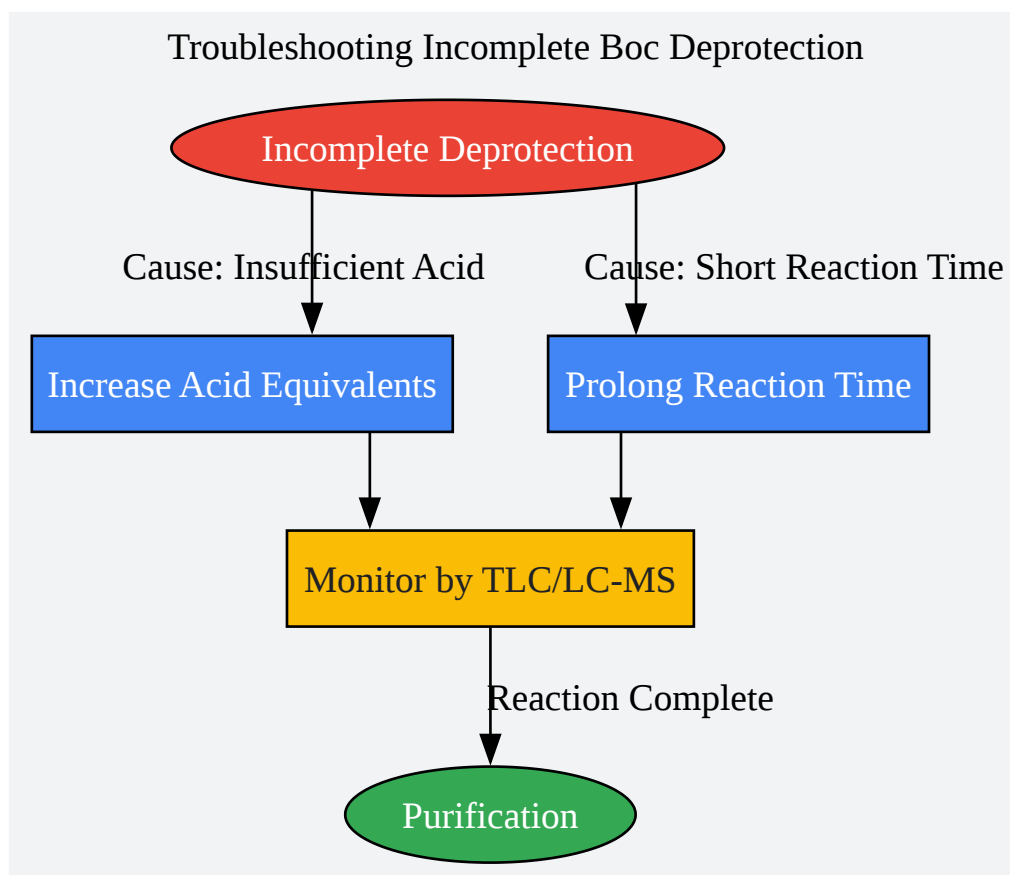 Troubleshooting Incomplete Boc Deprotection
Incomplete Deprotection
Cause: Insufficient Acid
Cause: Short Reaction Time
Increase Acid Equivalents
Prolong Reaction Time
Monitor by TLC/LC-MS
Reaction Complete
Purification